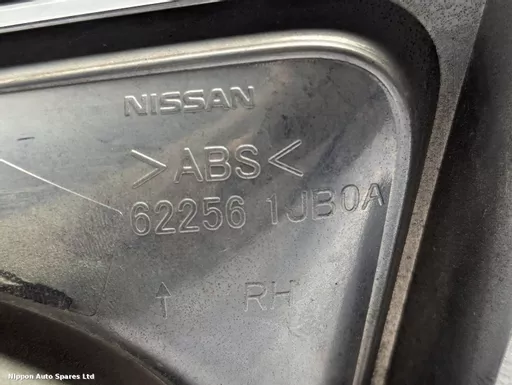 NISSAN
>ABS<
62256 1JB0A
↑ RH
Nippon Auto Spares Ltd